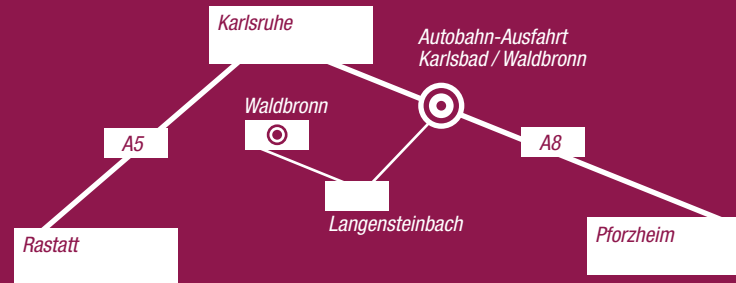 Karlsruhe
Autobahn-Ausfahrt
Karlsbad / Waldbronn
Waldbronn
A5
A8
Langensteinbach
Rastatt
Pforzheim